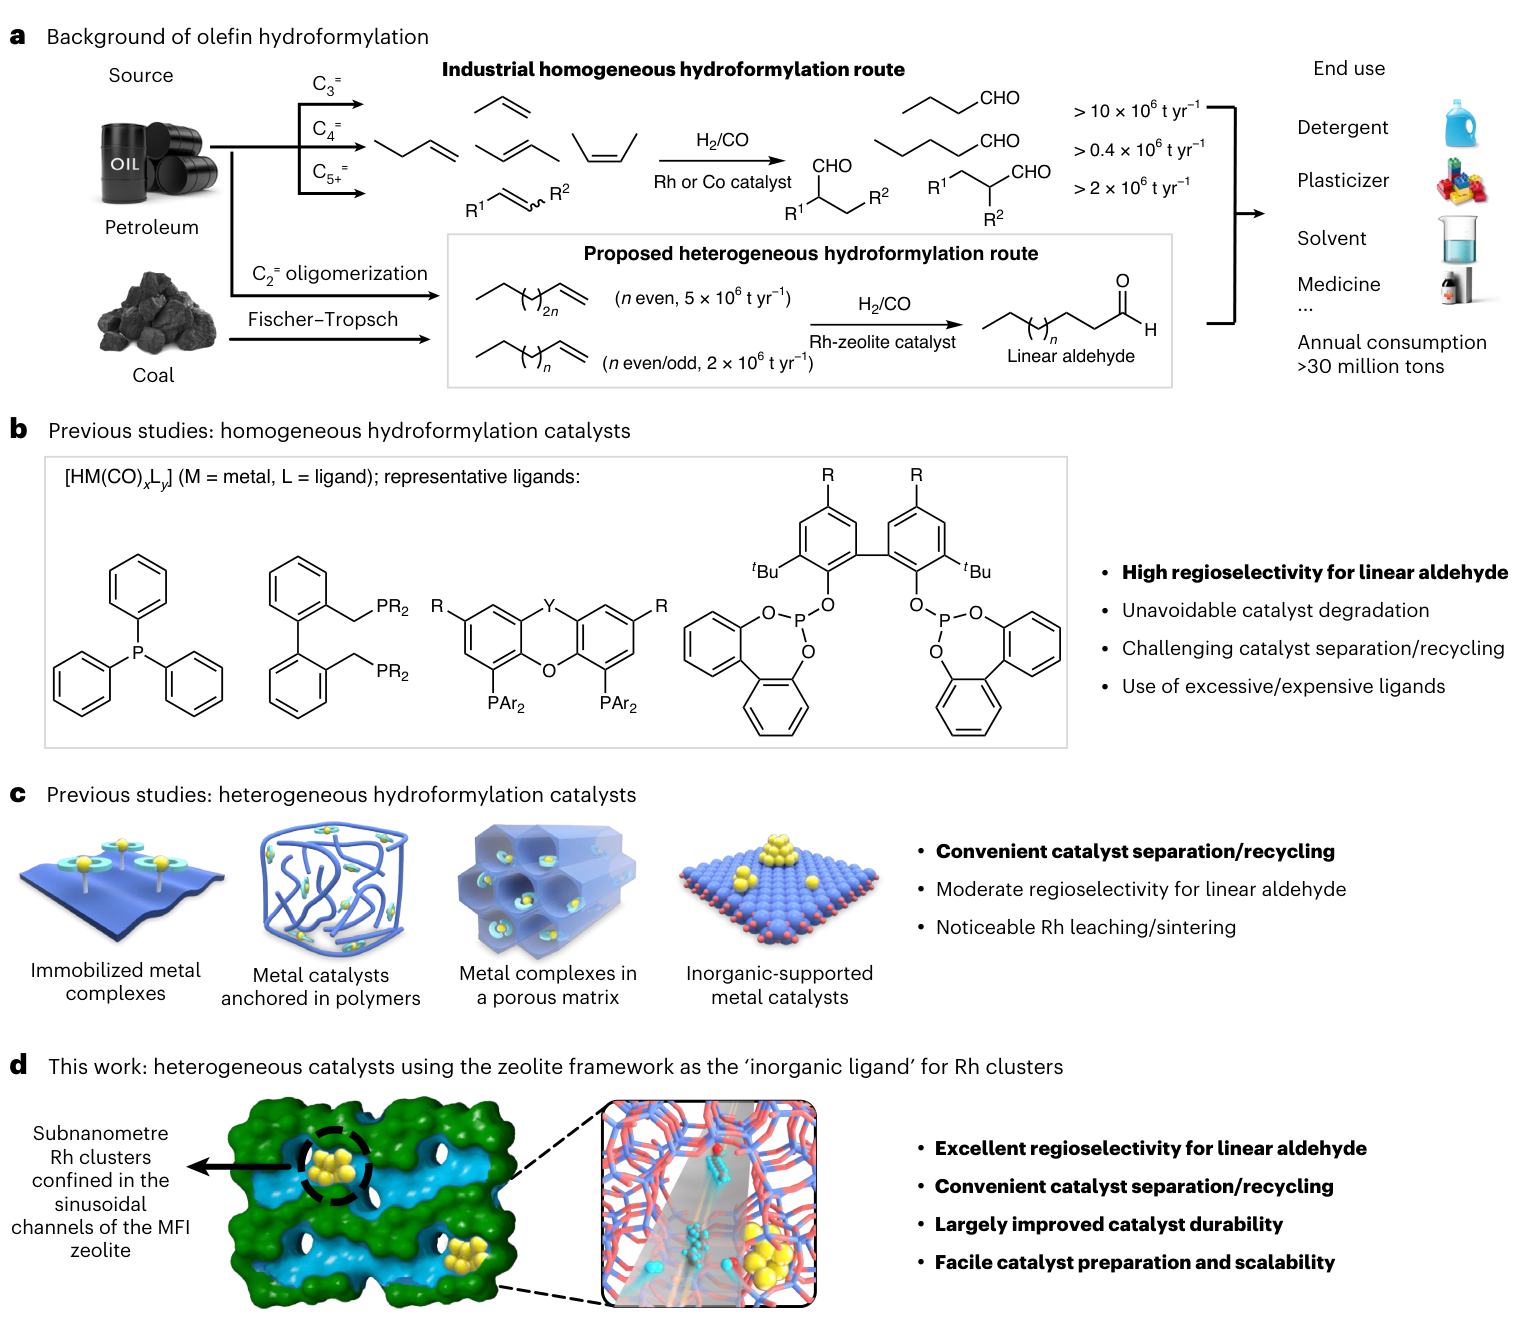 a Background of olefin hydroformylation
Source
Industrial homogeneous hydroformylation route
End use
C3=
C4=
C5+=
OIL
Petroleum
R1
R2
H2/CO
Rh or Co catalyst
CHO
CHO
CHO
R1
R2
R1
CHO
R2
> 10 × 10⁶ t yr⁻¹
> 0.4 × 10⁶ t yr⁻¹
> 2 × 10⁶ t yr⁻¹
Detergent
Plasticizer
Solvent
Medicine
...
Annual consumption
>30 million tons
C2= oligomerization
Fischer–Tropsch
Coal
Proposed heterogeneous hydroformylation route
2n
(n even, 5 × 10⁶ t yr⁻¹)
n
(n even/odd, 2 × 10⁶ t yr⁻¹)
H2/CO
Rh-zeolite catalyst
O
H
n
Linear aldehyde
b Previous studies: homogeneous hydroformylation catalysts
[HM(CO)xLy] (M = metal, L = ligand); representative ligands:
P
PR2
PR2
R
Y
R
O
PAr2
PAr2
R
R
tBu
tBu
O
O
O
P
P
O
O
O
• High regioselectivity for linear aldehyde
• Unavoidable catalyst degradation
• Challenging catalyst separation/recycling
• Use of excessive/expensive ligands
c Previous studies: heterogeneous hydroformylation catalysts
Immobilized metal
complexes
Metal catalysts
anchored in polymers
Metal complexes in
a porous matrix
Inorganic-supported
metal catalysts
• Convenient catalyst separation/recycling
• Moderate regioselectivity for linear aldehyde
• Noticeable Rh leaching/sintering
d This work: heterogeneous catalysts using the zeolite framework as the ‘inorganic ligand’ for Rh clusters
Subnanometre
Rh clusters
confined in the
sinusoidal
channels of the MFI
zeolite
• Excellent regioselectivity for linear aldehyde
• Convenient catalyst separation/recycling
• Largely improved catalyst durability
• Facile catalyst preparation and scalability